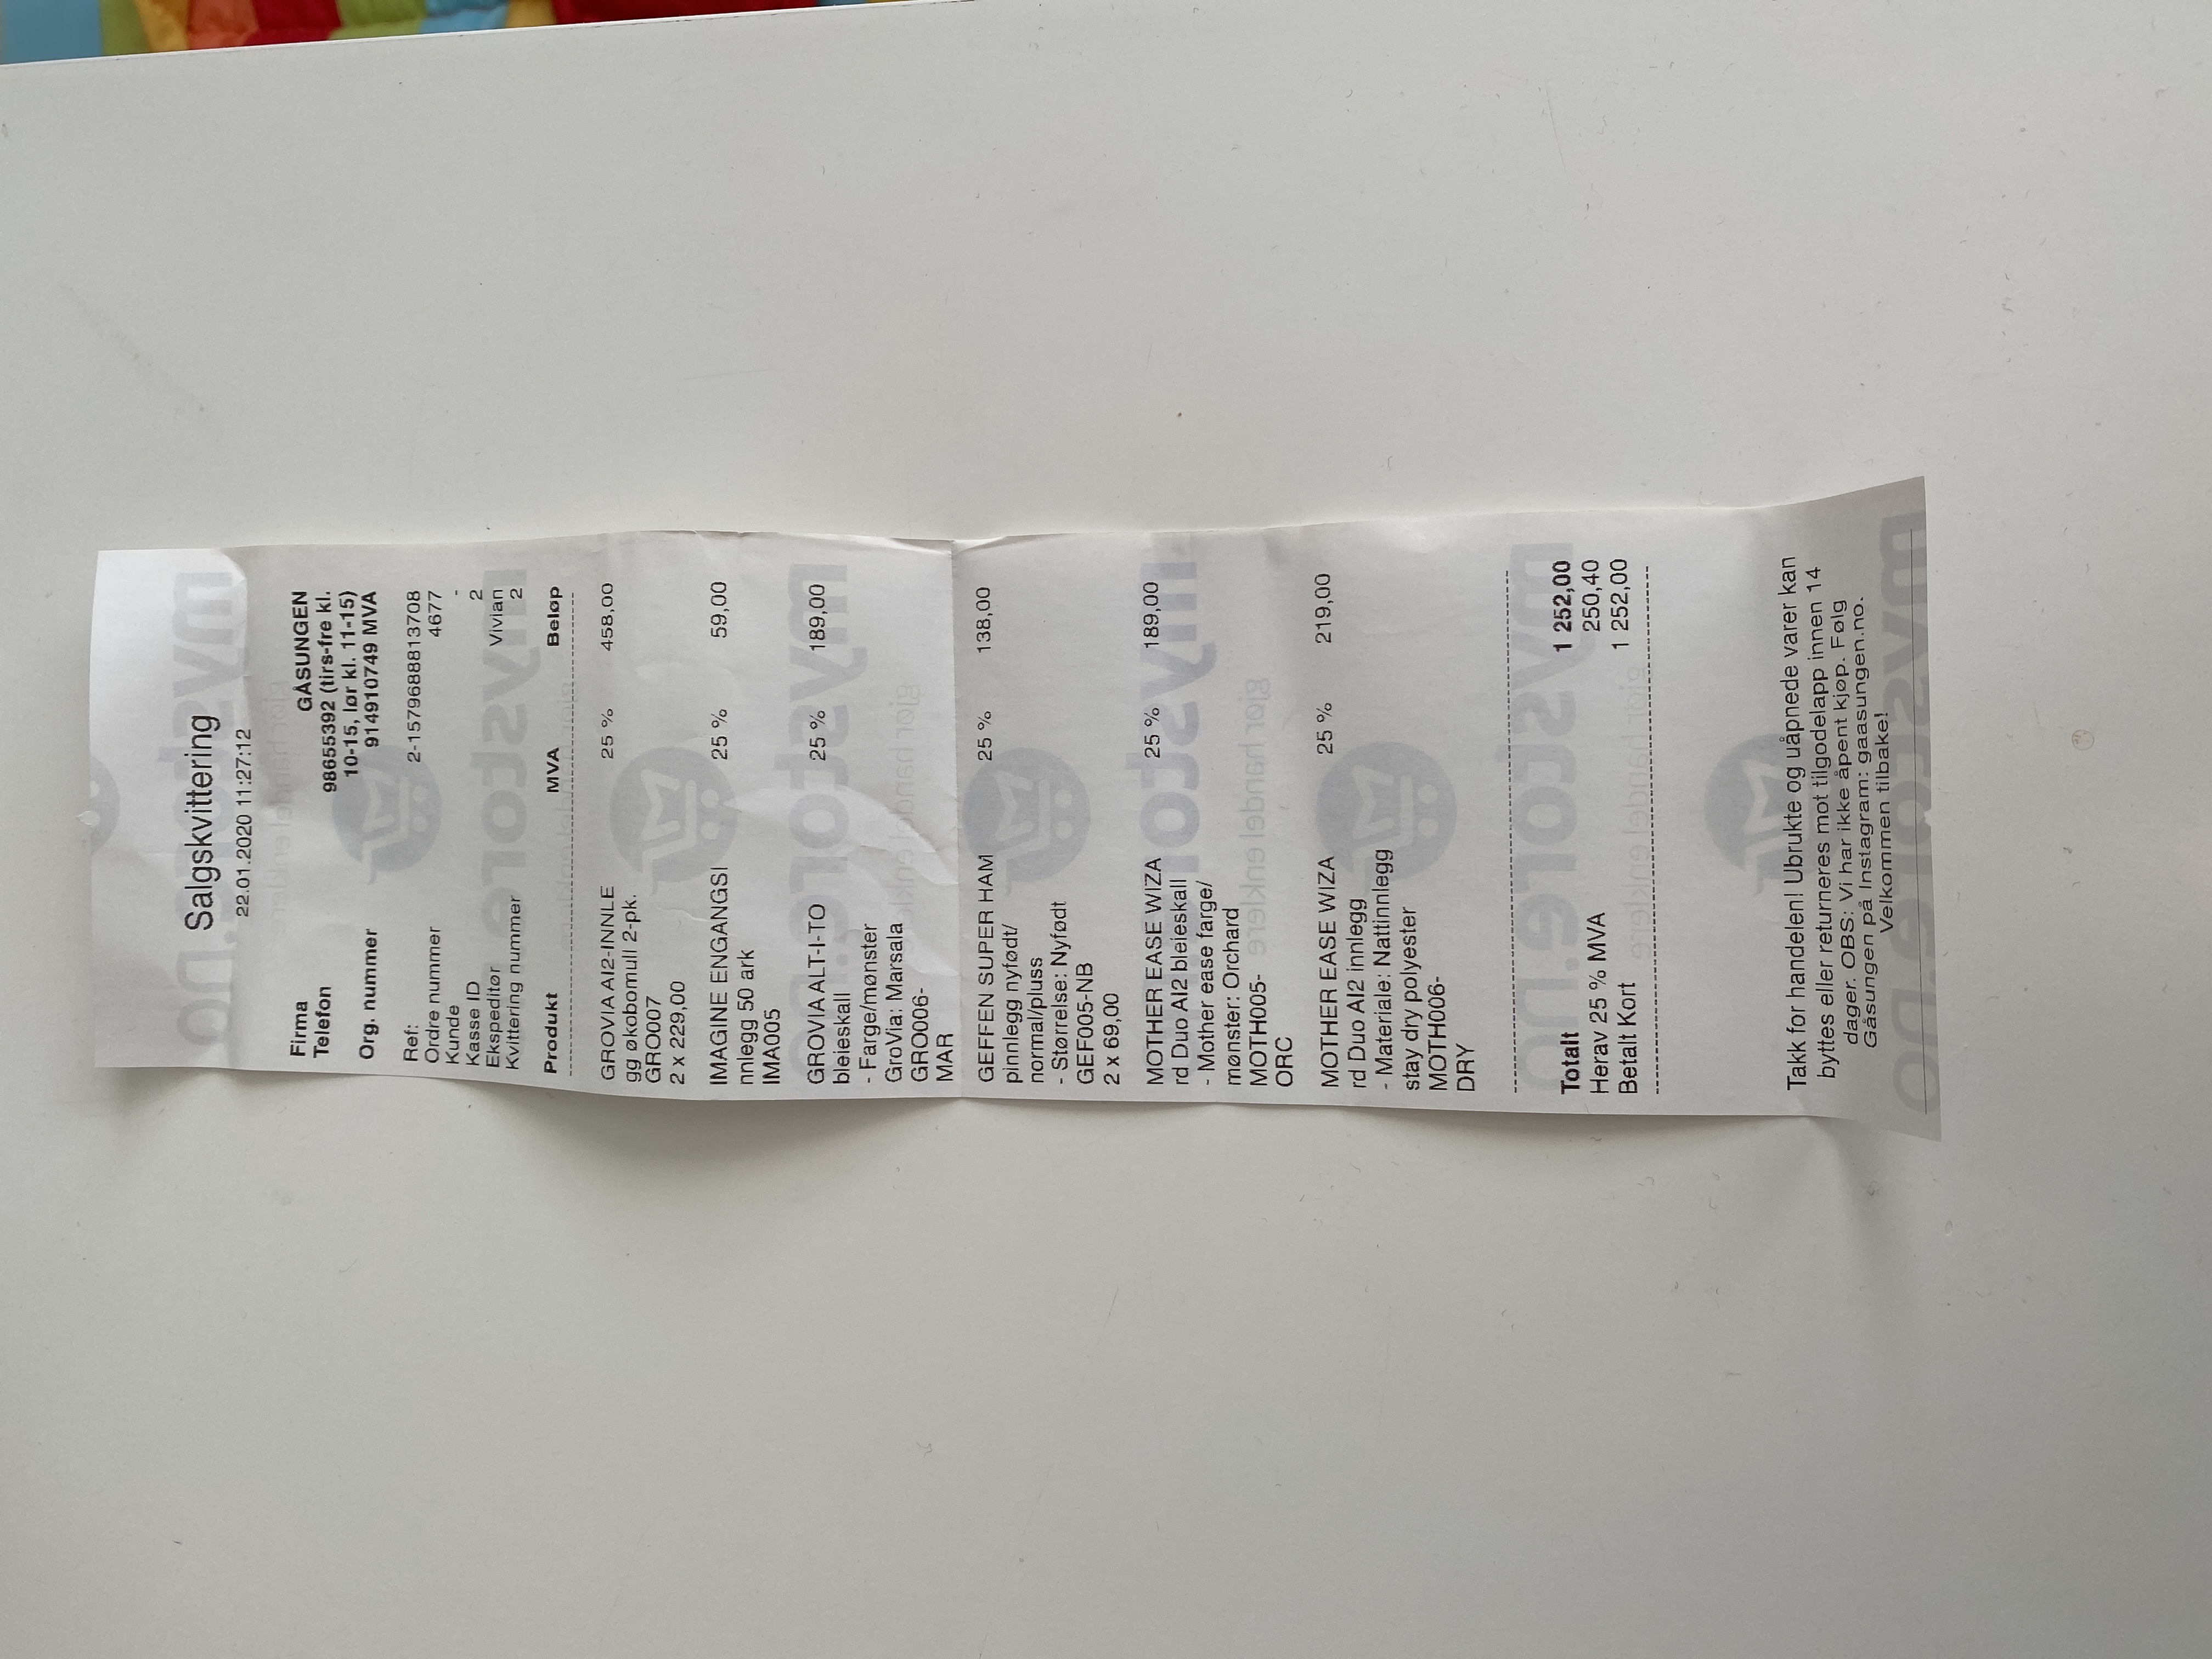 Salgskvittering
22.01.2020 11:27:12
Firma GÅSUNGEN
Telefon 98655392 (tirs-fre kl.
10-15, lør kl. 11-15)
Org. nummer 914910749 MVA
Ref: 2-1579688813708
Ordre nummer 4677
Kunde -
Kasse ID 2
Ekspeditør Vivian
Kvittering nummer 2
Produkt MVA Beløp
GROVIA AI2-INNLE 25 % 458,00
gg økobomull 2-pk.
GRO007
2 x 229,00
IMAGINE ENGANGSI 25 % 59,00
nnlegg 50 ark
IMA005
GROVIA ALT-I-TO 25 % 189,00
bleieskall
- Farge/mønster
GroVia: Marsala
GRO006-
MAR
GEFFEN SUPER HAM 25 % 138,00
pinnlegg nyfødt/
normal/pluss
- Størrelse: Nyfødt
GEF005-NB
2 x 69,00
MOTHER EASE WIZA 25 % 189,00
rd Duo AI2 bleieskall
- Mother ease farge/
mønster: Orchard
MOTH005-
ORC
MOTHER EASE WIZA 25 % 219,00
rd Duo AI2 innlegg
- Materiale: Nattinnlegg
stay dry polyester
MOTH006-
DRY
Totalt 1 252,00
Herav 25 % MVA 250,40
Betalt Kort 1 252,00
Takk for handelen! Ubrukte og uåpnede varer kan
byttes eller returneres mot tilgodelapp innen 14
dager. OBS: Vi har ikke åpent kjøp. Følg
Gåsungen på Instagram: gaasungen.no.
Velkommen tilbake!
mystore.no
gjør handel enklere